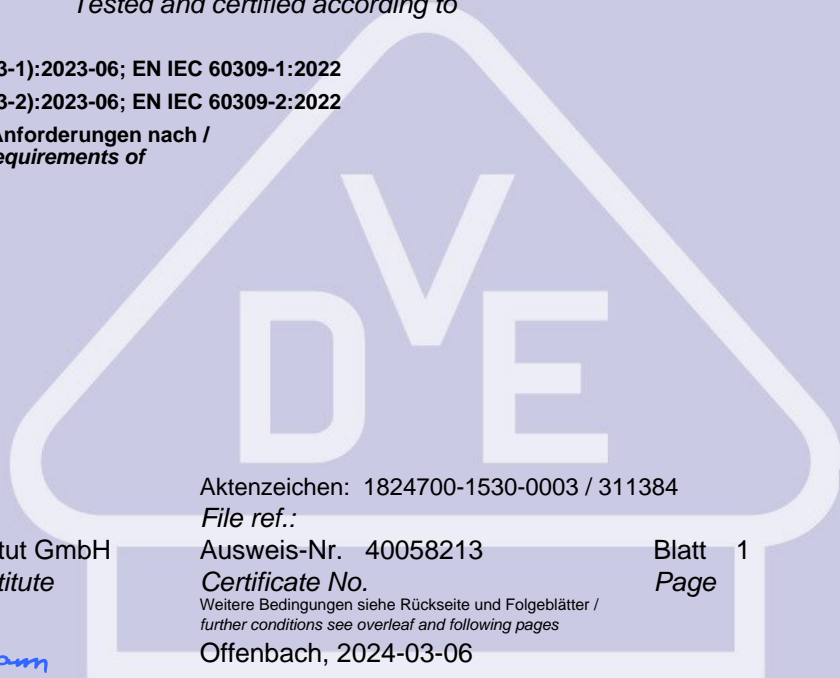 Tested and certified according to
3-1):2023-06; EN IEC 60309-1:2022
3-2):2023-06; EN IEC 60309-2:2022
Anforderungen nach /
equirements of
VDE
Aktenzeichen: 1824700-1530-0003 / 311384
File ref.:
tut GmbH Ausweis-Nr. 40058213 Blatt 1
titute Certificate No. Page
Weitere Bedingungen siehe Rückseite und Folgeblätter /
further conditions see overleaf and following pages
Offenbach, 2024-03-06